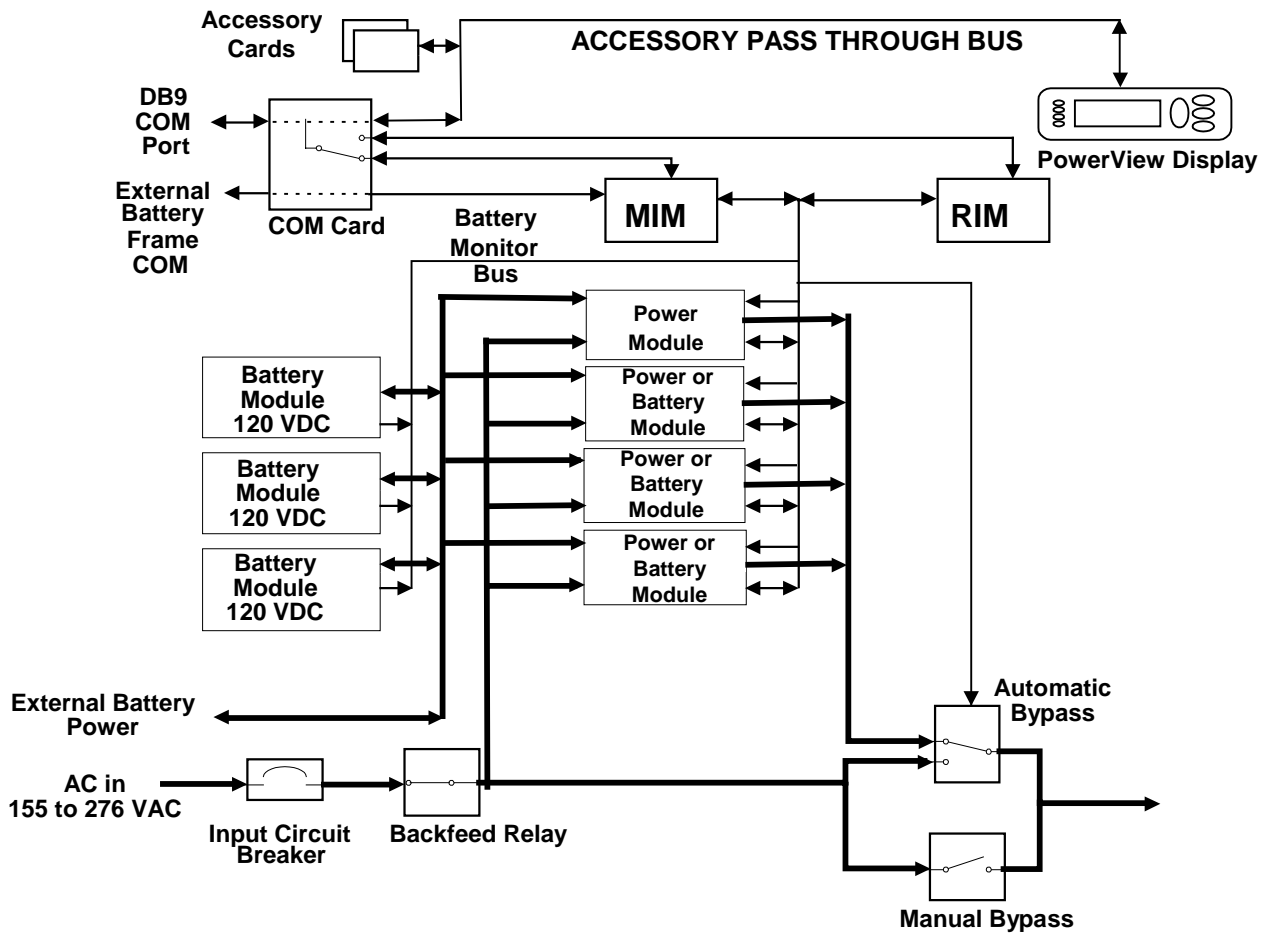 Accessory
Cards
ACCESSORY PASS THROUGH BUS
DB9
COM
Port
PowerView Display
External
Battery
Frame
COM
COM Card
MIM
RIM
Battery
Monitor
Bus
Power
Module
Battery
Module
120 VDC
Power or
Battery
Module
Battery
Module
120 VDC
Power or
Battery
Module
Battery
Module
120 VDC
Power or
Battery
Module
External Battery
Power
Automatic
Bypass
AC in
155 to 276 VAC
Input Circuit
Breaker
Backfeed Relay
Manual Bypass